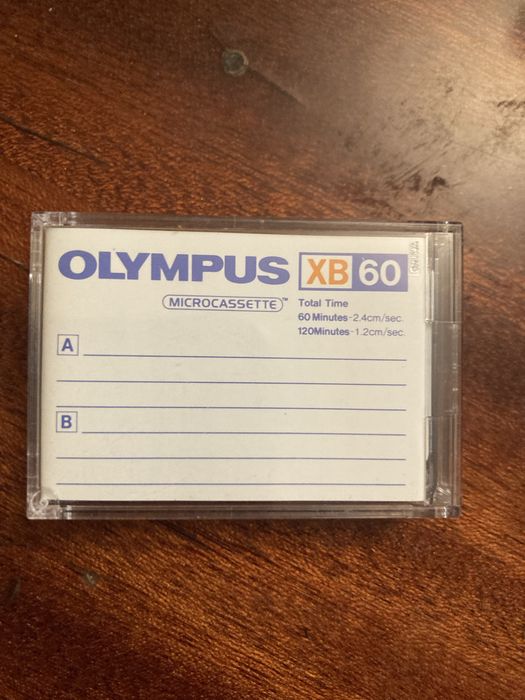 OLYMPUS XB 60
MICROCASSETTE™
Total Time
60 Minutes-2.4cm/sec.
120Minutes-1.2cm/sec.
A
B